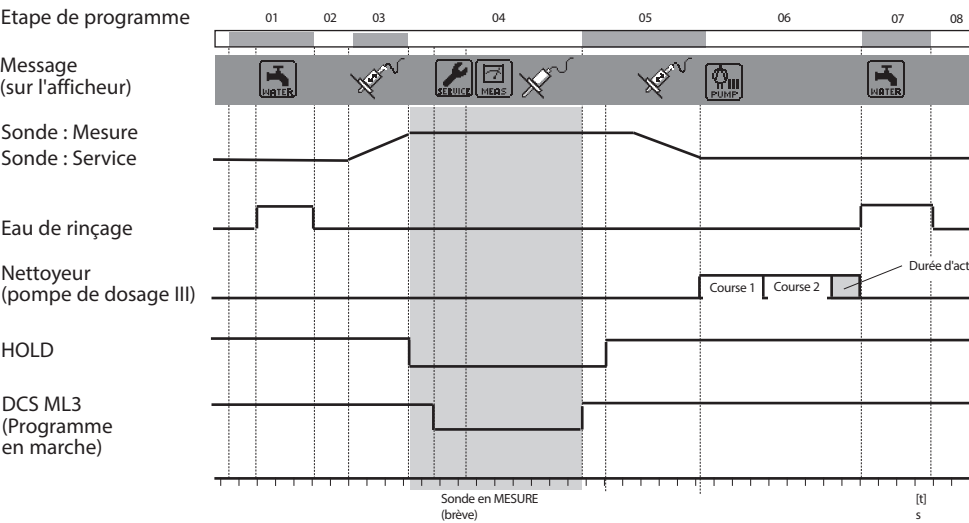 Etape de programme
01 02 03 04 05 06 07 08
Message
(sur l'afficheur)
WATER
SERVICE
MEAS
PUMP
WATER
Sonde : Mesure
Sonde : Service
Eau de rinçage
Nettoyeur
(pompe de dosage III)
Course 1
Course 2
Durée d'act
HOLD
DCS ML3
(Programme
en marche)
Sonde en MESURE
(brève)
[t]
s